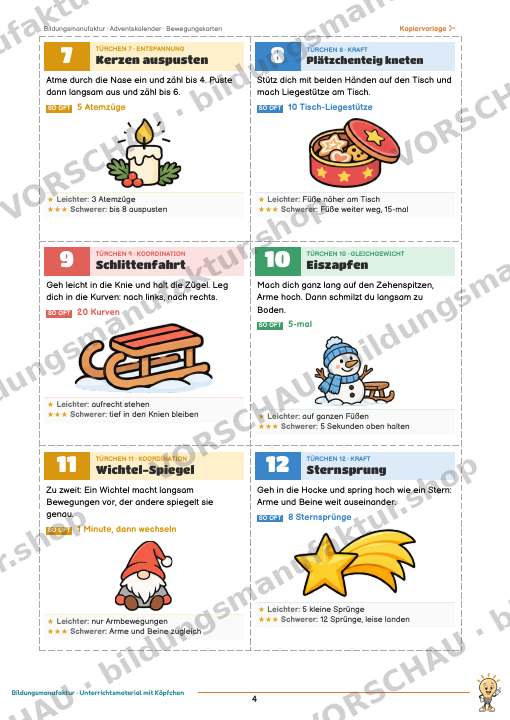 Bildungsmanufaktur · Adventskalender · Bewegungskarten
Kopiervorlage
7
TÜRCHEN 7 · ENTSPANNUNG
Kerzen auspusten
Atme durch die Nase ein und zähl bis 4. Puste
dann langsam aus und zähl bis 6.
SO OFT 5 Atemzüge
★ Leichter: 3 Atemzüge
★★★ Schwerer: bis 8 auspusten
8
TÜRCHEN 8 · KRAFT
Plätzchenteig kneten
Stütz dich mit beiden Händen auf den Tisch und
mach Liegestütze am Tisch.
SO OFT 10 Tisch-Liegestütze
★ Leichter: Füße näher am Tisch
★★★ Schwerer: Füße weiter weg, 15-mal
9
TÜRCHEN 9 · KOORDINATION
Schlittenfahrt
Geh leicht in die Knie und halt die Zügel. Leg
dich in die Kurven: nach links, nach rechts.
SO OFT 20 Kurven
★ Leichter: aufrecht stehen
★★★ Schwerer: tief in den Knien bleiben
10
TÜRCHEN 10 · GLEICHGEWICHT
Eiszapfen
Mach dich ganz lang auf den Zehenspitzen,
Arme hoch. Dann schmilzt du langsam zu
Boden.
SO OFT 5-mal
★ Leichter: auf ganzen Füßen
★★★ Schwerer: 5 Sekunden oben halten
11
TÜRCHEN 11 · KOORDINATION
Wichtel-Spiegel
Zu zweit: Ein Wichtel macht langsam
Bewegungen vor, der andere spiegelt sie
genau.
SO OFT 1 Minute, dann wechseln
★ Leichter: nur Armbewegungen
★★★ Schwerer: Arme und Beine zugleich
12
TÜRCHEN 12 · KRAFT
Sternsprung
Geh in die Hocke und spring hoch wie ein Stern:
Arme und Beine weit auseinander.
SO OFT 8 Sternsprünge
★ Leichter: 5 kleine Sprünge
★★★ Schwerer: 12 Sprünge, leise landen
Bildungsmanufaktur · Unterrichtsmaterial mit Köpfchen
4
VORSCHAU · bildungsmanufaktur.shop